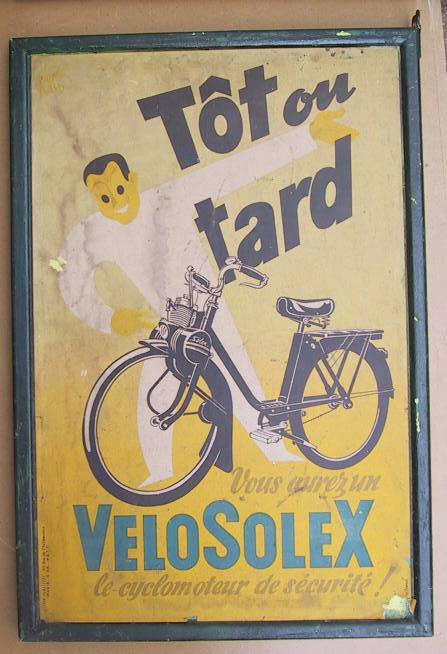 Tôt ou
tard
Solex
Vous aurez un
VELOSOLEX
le cyclomoteur de sécurité !